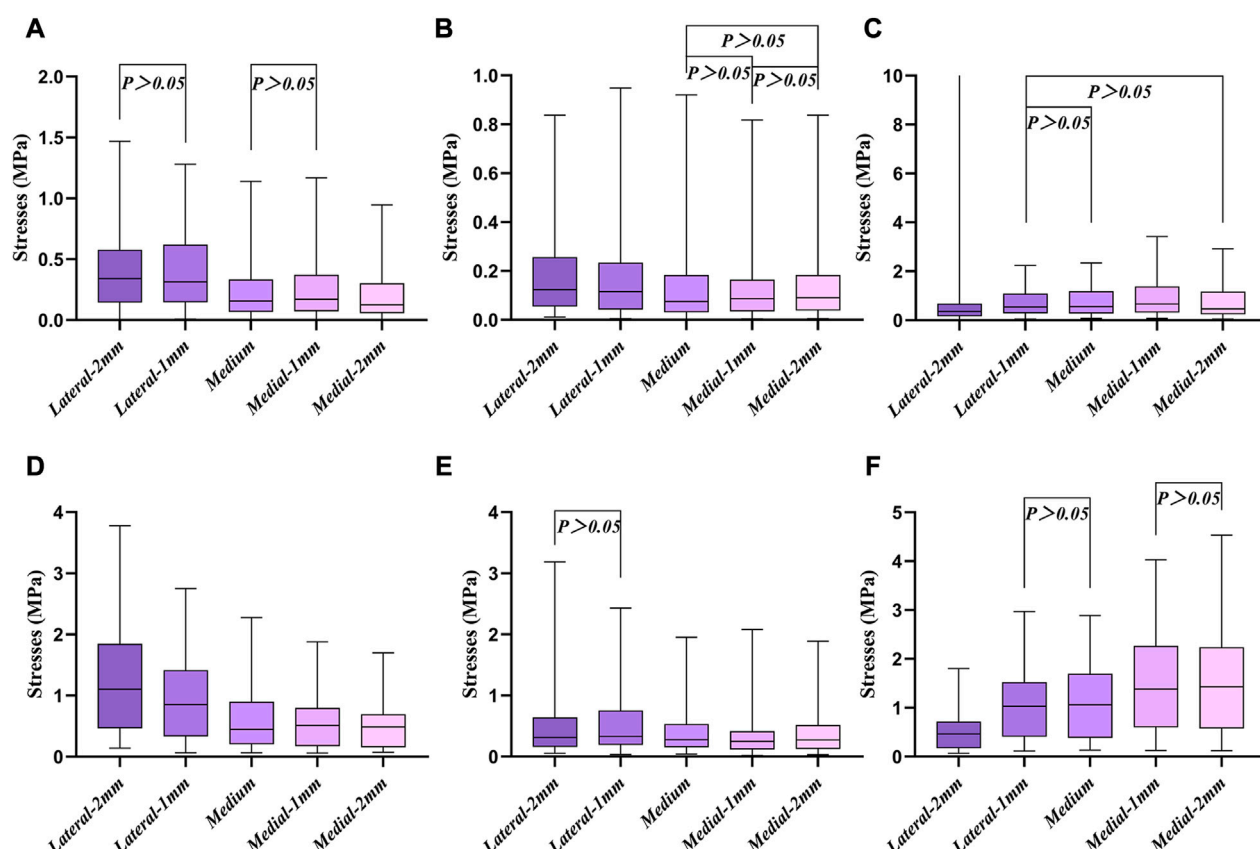 A
Stresses (MPa)
2.0
1.5
1.0
0.5
0.0
P＞0.05
P＞0.05
Lateral-2mm
Lateral-1mm
Medium
Medial-1mm
Medial-2mm
B
Stresses (MPa)
1.0
0.8
0.6
0.4
0.2
0.0
P＞0.05
P＞0.05
P＞0.05
Lateral-2mm
Lateral-1mm
Medium
Medial-1mm
Medial-2mm
C
Stresses (MPa)
10
8
6
4
2
0
P＞0.05
P＞0.05
Lateral-2mm
Lateral-1mm
Medium
Medial-1mm
Medial-2mm
D
Stresses (MPa)
4
3
2
1
0
Lateral-2mm
Lateral-1mm
Medium
Medial-1mm
Medial-2mm
E
Stresses (MPa)
4
3
2
1
0
P＞0.05
Lateral-2mm
Lateral-1mm
Medium
Medial-1mm
Medial-2mm
F
Stresses (MPa)
5
4
3
2
1
0
P＞0.05
P＞0.05
Lateral-2mm
Lateral-1mm
Medium
Medial-1mm
Medial-2mm